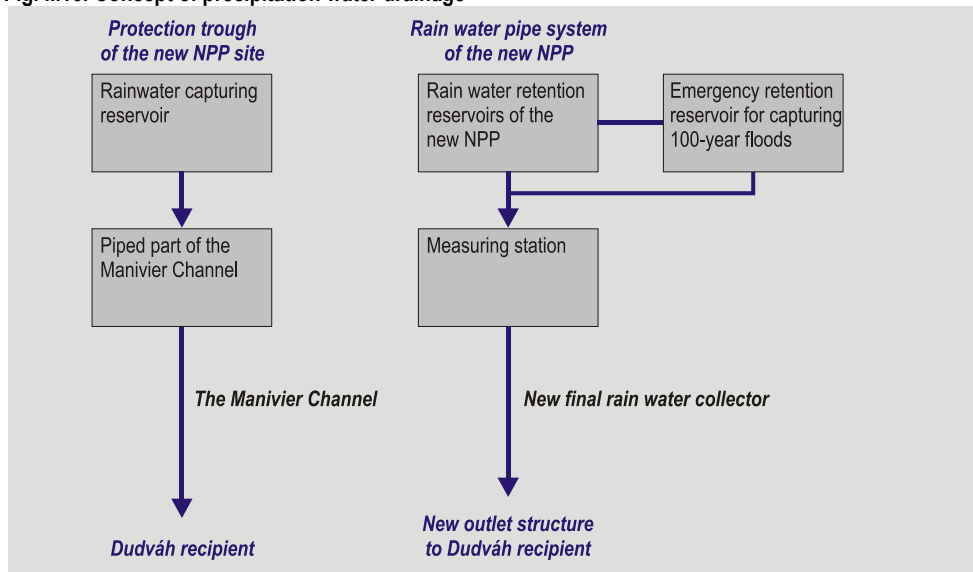 Protection trough
of the new NPP site
Rainwater capturing
reservoir
Piped part of the
Manivier Channel
The Manivier Channel
Dudváh recipient
Rain water pipe system
of the new NPP
Rain water retention
reservoirs of the
new NPP
Emergency retention
reservoir for capturing
100-year floods
Measuring station
New final rain water collector
New outlet structure
to Dudváh recipient